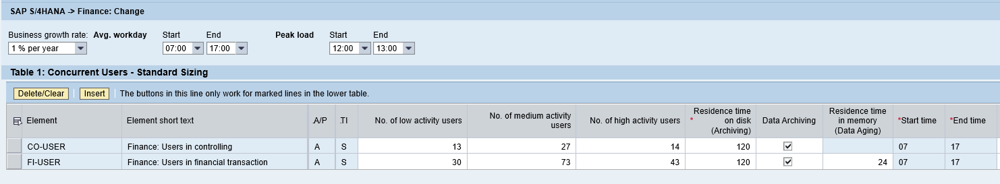 SAP S/4HANA -> Finance: Change
Business growth rate: Avg. workday Start End Peak load Start End
1 % per year 07:00 17:00 12:00 13:00
Table 1: Concurrent Users - Standard Sizing
Delete/Clear Insert The buttons in this line only work for marked lines in the lower table.
Element Element short text .A/P .TI No. of low activity users No. of medium activity users No. of high activity users * Residence time on disk (Archiving) Data Archiving Residence time in memory (Data Aging) *Start time *End time
CO-USER Finance: Users in controlling A S 13 27 14 120 07 17
FI-USER Finance: Users in financial transaction A S 30 73 43 120 24 07 17